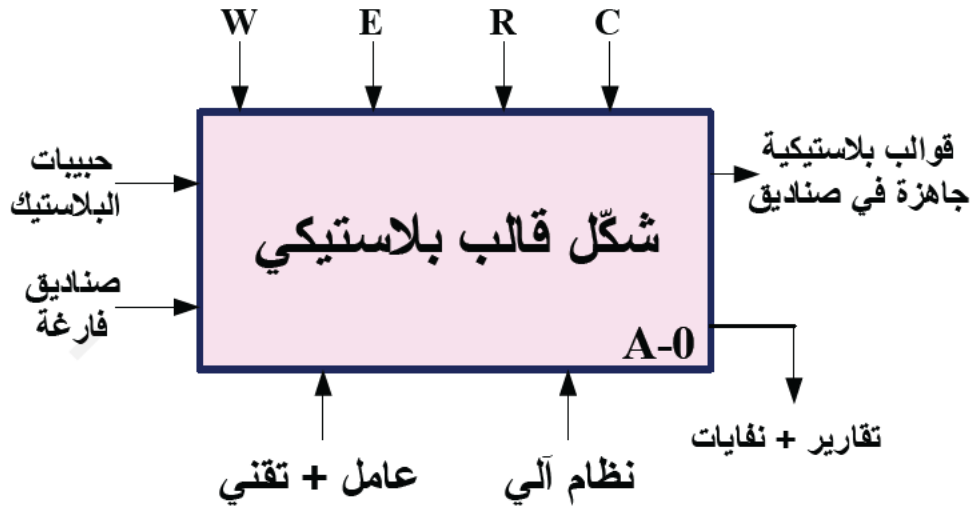 W E R C
حبيبات
البلاستيك
صناديق
فارغة
شكّل قالب بلاستيكي
A-0
قوالب بلاستيكية
جاهزة في صناديق
تقارير + نفايات
عامل + تقني
نظام آلي